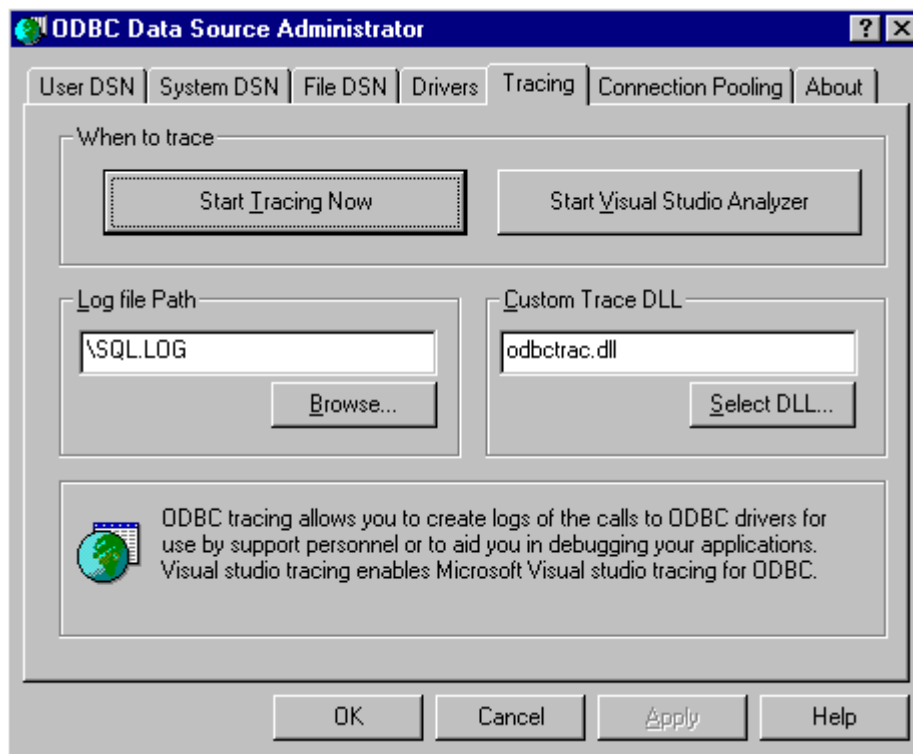 ODBC Data Source Administrator
User DSN System DSN File DSN Drivers Tracing Connection Pooling About
When to trace
Start Tracing Now Start Visual Studio Analyzer
Log file Path
\SQL.LOG
Browse...
Custom Trace DLL
odbctrac.dll
Select DLL...
ODBC tracing allows you to create logs of the calls to ODBC drivers for
use by support personnel or to aid you in debugging your applications.
Visual studio tracing enables Microsoft Visual studio tracing for ODBC.
OK Cancel Apply Help